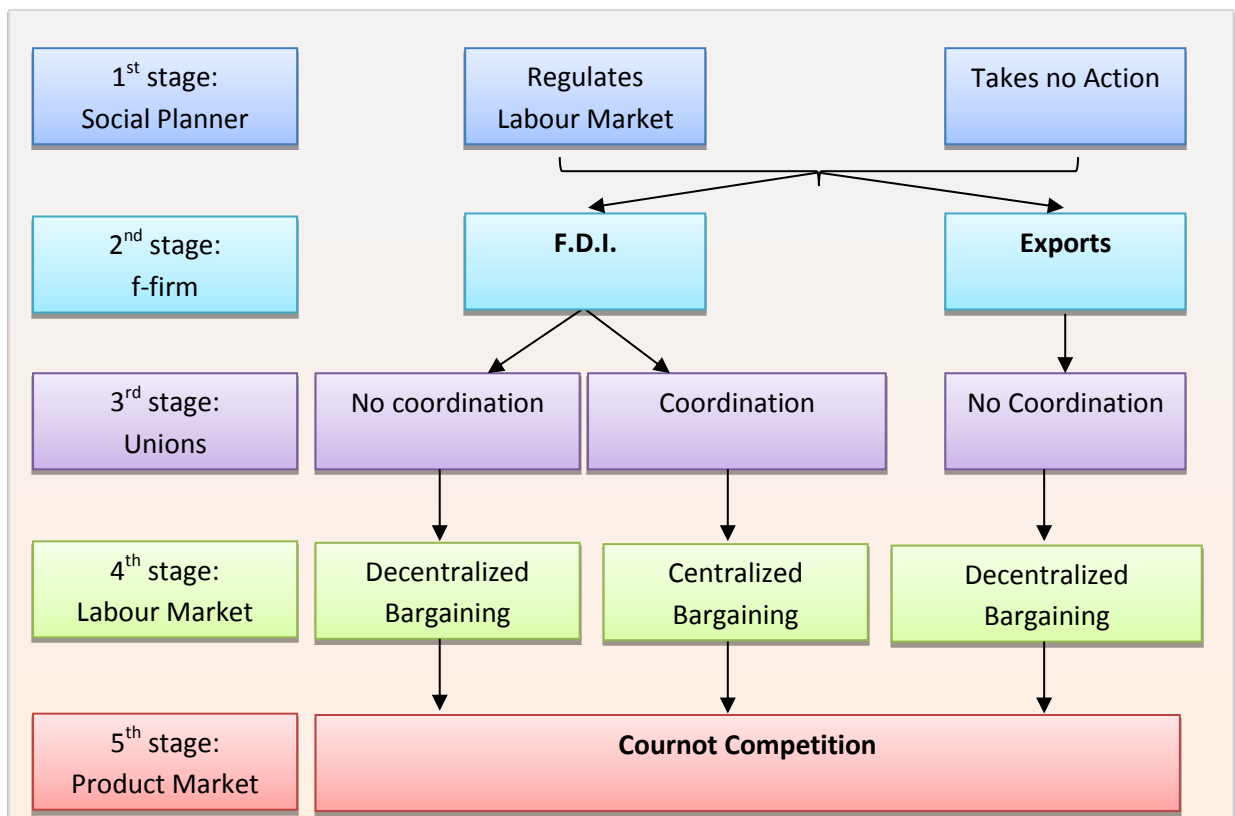 1st stage:
Social Planner
Regulates
Labour Market
Takes no Action
2nd stage:
f-firm
F.D.I.
Exports
3rd stage:
Unions
No coordination
Coordination
No Coordination
4th stage:
Labour Market
Decentralized
Bargaining
Centralized
Bargaining
Decentralized
Bargaining
5th stage:
Product Market
Cournot Competition